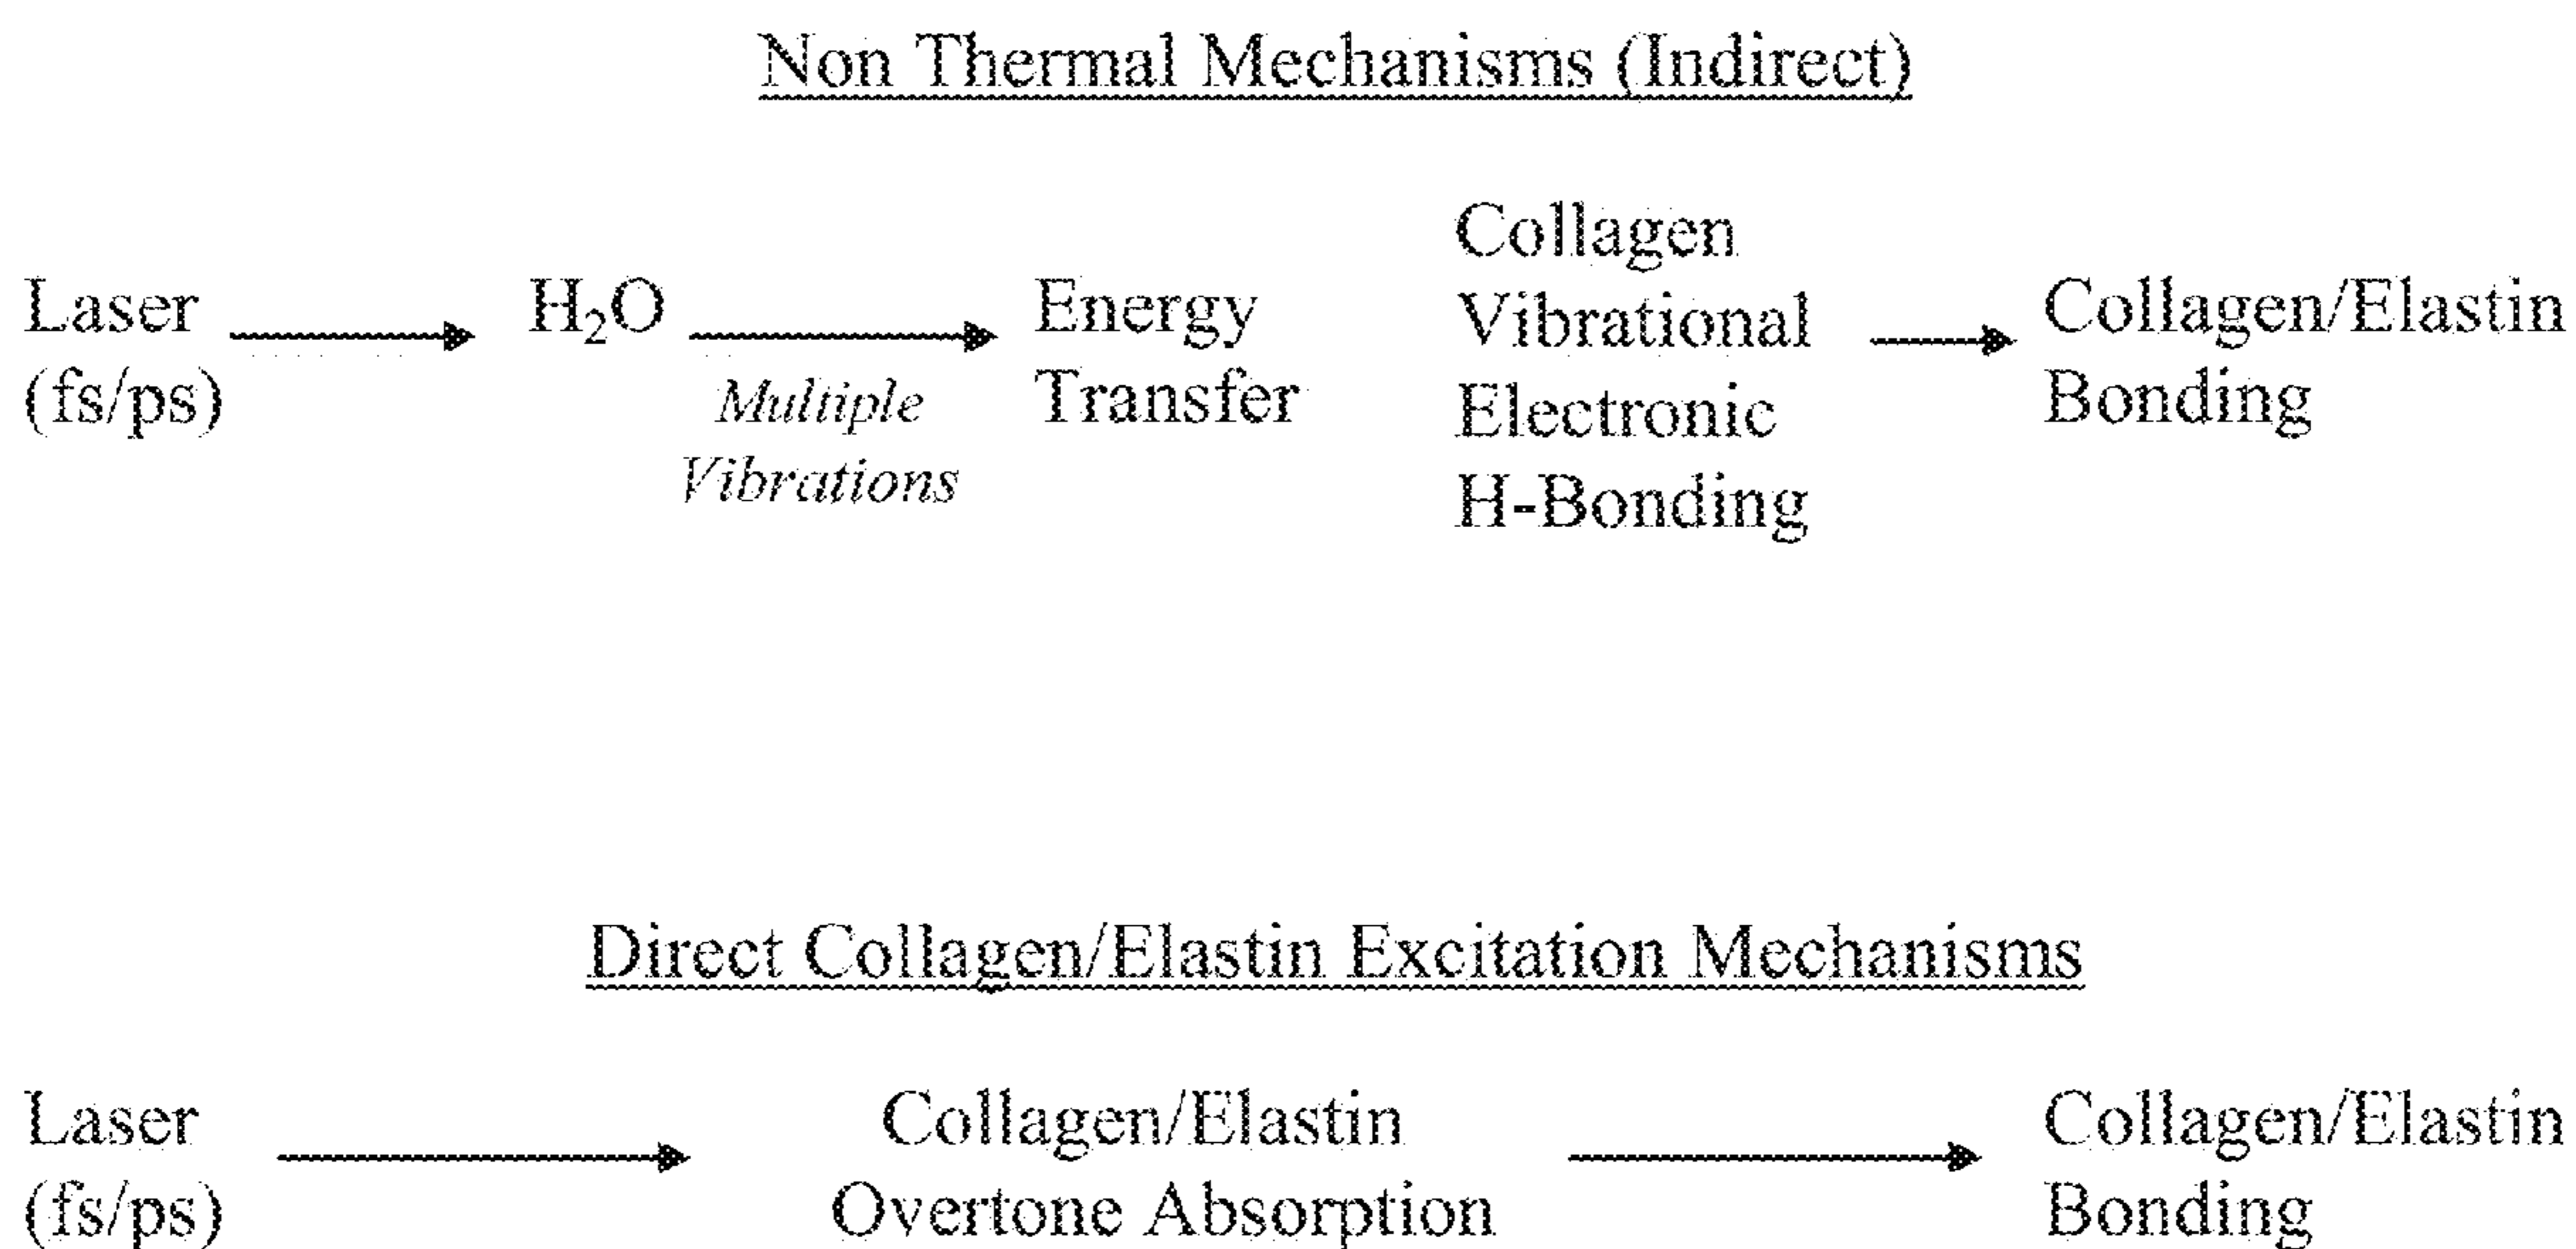 Non Thermal Mechanisms (Indirect)
Laser
(fs/ps)
H₂O
Multiple
Vibrations
Energy
Transfer
Collagen
Vibrational
Electronic
H-Bonding
Collagen/Elastin
Bonding
Direct Collagen/Elastin Excitation Mechanisms
Laser
(fs/ps)
Collagen/Elastin
Overtone Absorption
Collagen/Elastin
Bonding